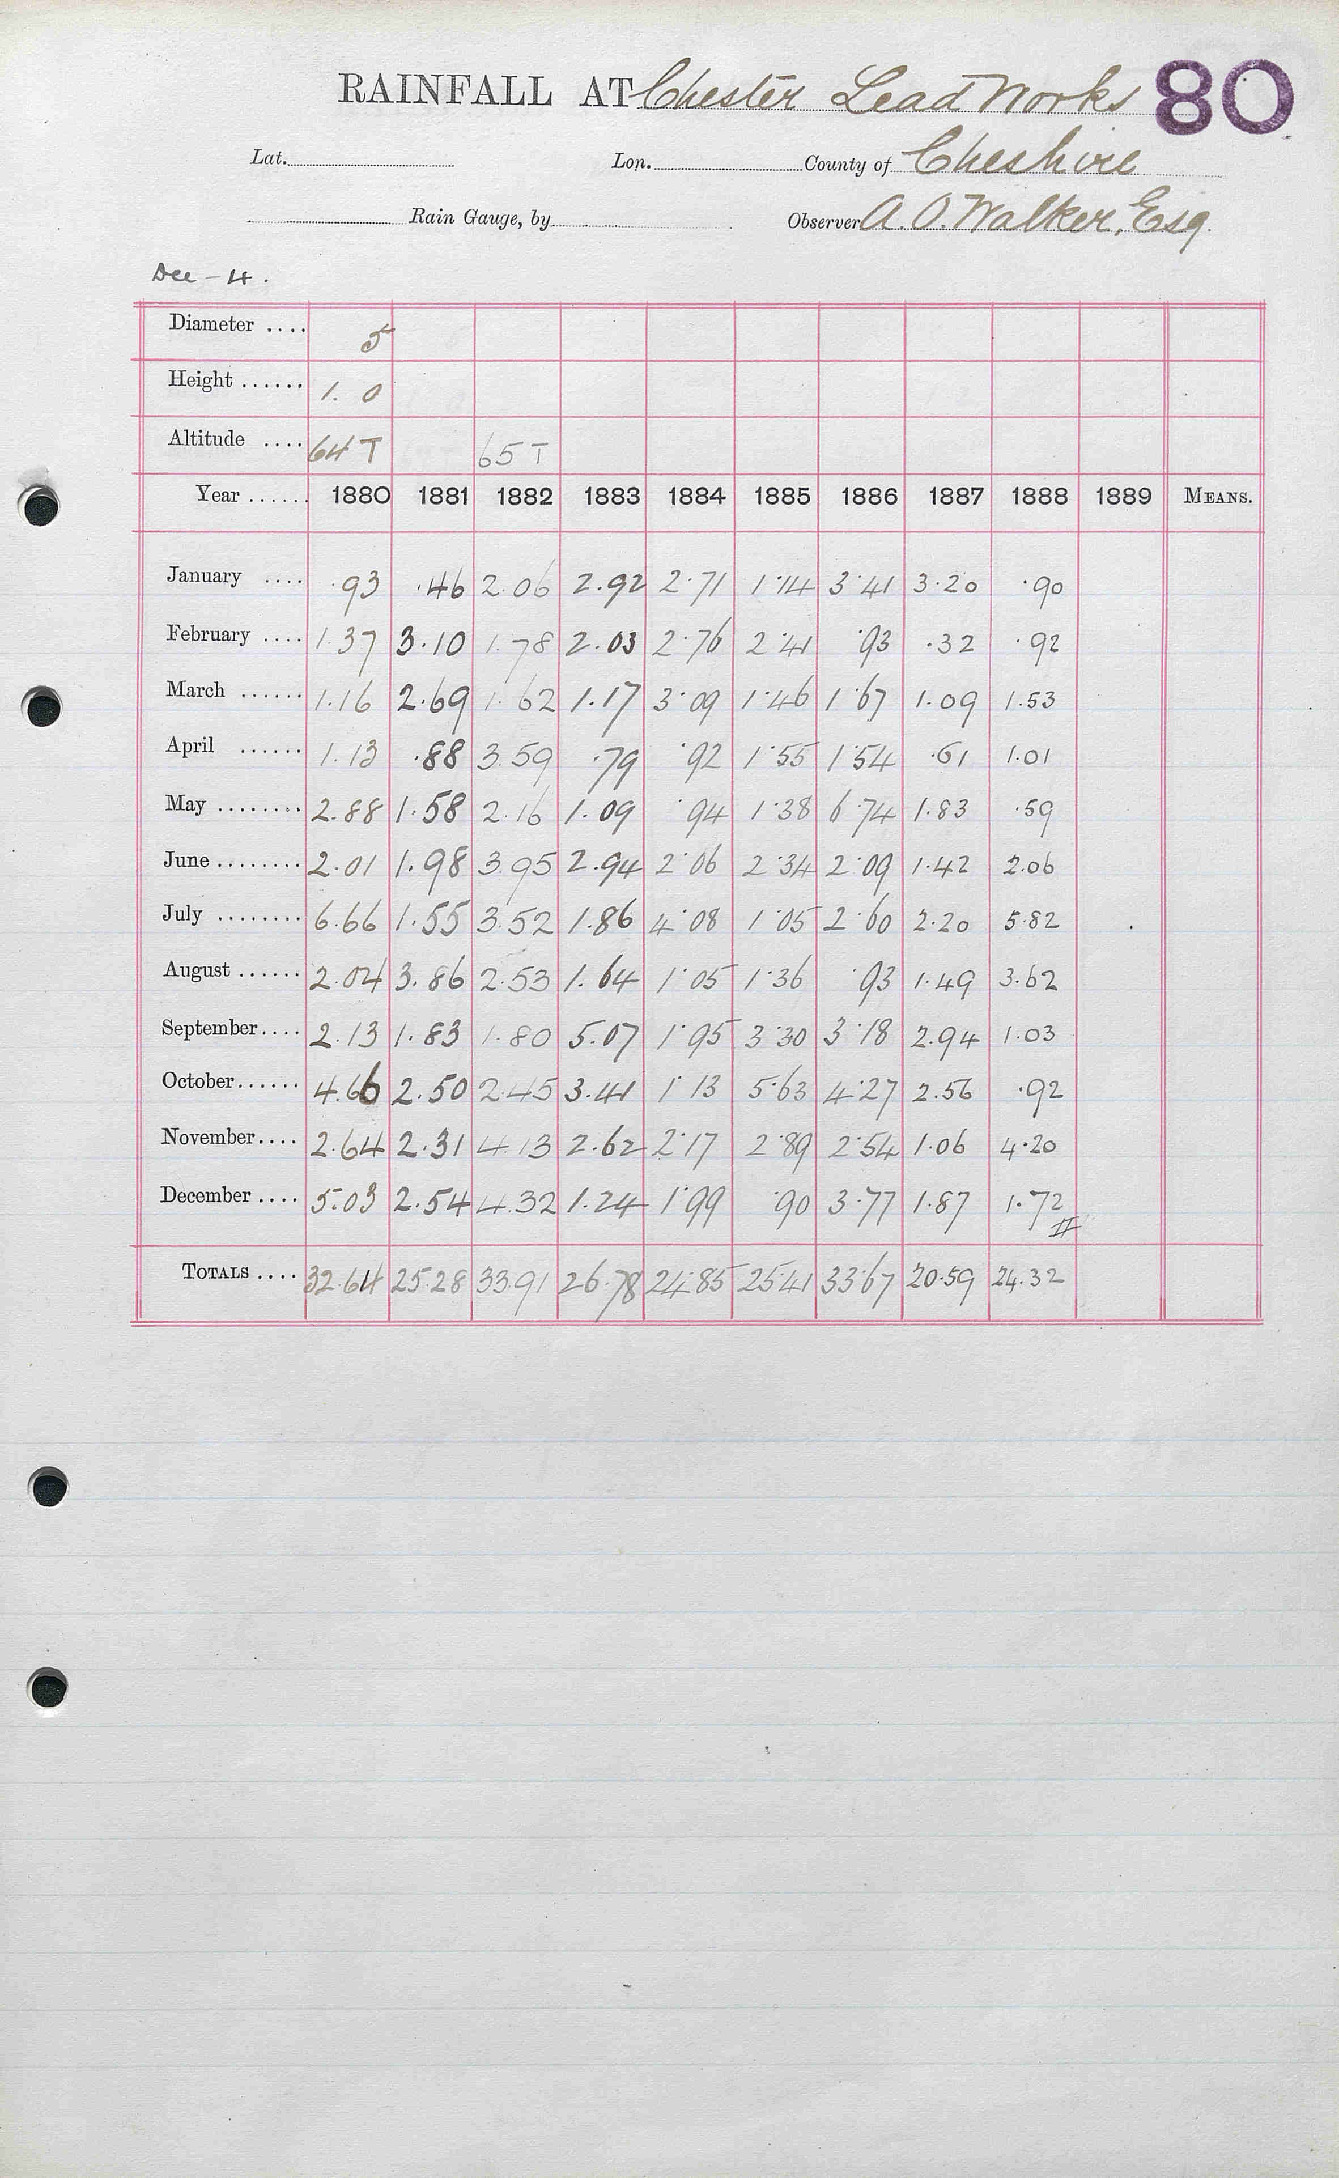 RAINFALL AT Chester Lead Works 80
Lat. Lon. County of Cheshire
Rain Gauge, by Observer A. O. Walker, Esq
Dec - 4.
Diameter .... 5
Height ...... 1. 0
Altitude .... 64 T 65 T
Year ...... 1880 1881 1882 1883 1884 1885 1886 1887 1888 1889 MEANS.
January .... .93 .46 2.06 2.92 2.71 1.14 3.41 3.20 .90
February .... 1.37 3.10 1.78 2.03 2.76 2.41 .93 .32 .92
March ...... 1.16 2.69 1.62 1.17 3.09 1.46 1.67 1.09 1.53
April ...... 1.13 .88 3.59 .79 .92 1.55 1.54 .61 1.01
May ........ 2.88 1.58 2.16 1.09 .94 1.38 6.74 1.83 .59
June ........ 2.01 1.98 3.95 2.94 2.06 2.34 2.09 1.42 2.06
July ........ 6.66 1.55 3.52 1.86 4.08 1.05 2.60 2.20 5.82
August ...... 2.04 3.86 2.53 1.64 1.05 1.36 .93 1.49 3.62
September .... 2.13 1.83 1.80 5.07 1.95 3.30 3.18 2.94 1.03
October ...... 4.66 2.50 2.45 3.41 1.13 5.63 4.27 2.56 .92
November .... 2.64 2.31 4.13 2.62 2.17 2.89 2.54 1.06 4.20
December .... 5.03 2.54 4.32 1.24 1.99 .90 3.77 1.87 1.72
TOTALS .... 32.64 25.28 33.91 26.78 24.85 25.41 33.67 20.59 24.32